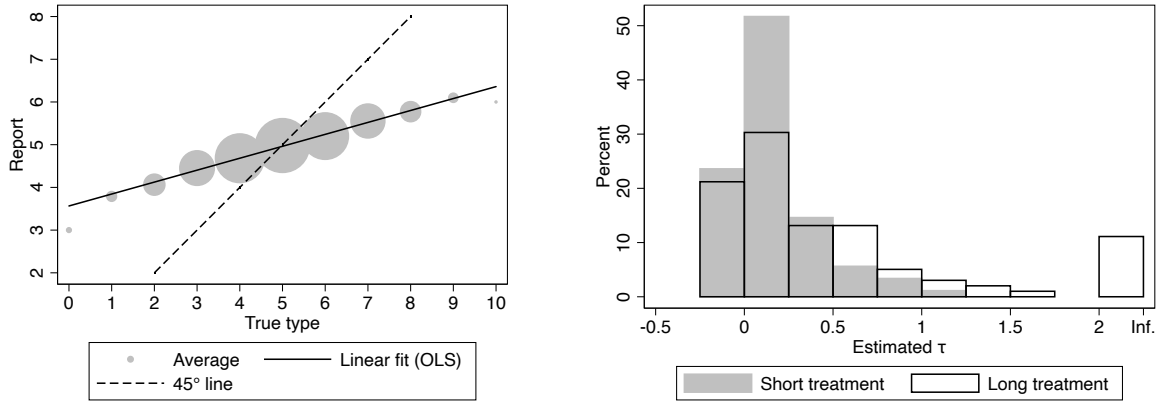 Report
8
7
6
5
4
3
2
0 1 2 3 4 5 6 7 8 9 10
True type
Average Linear fit (OLS)
45° line
Percent
50
40
30
20
10
0
-0.5 0 0.5 1 1.5 2 Inf.
Estimated τ
Short treatment Long treatment